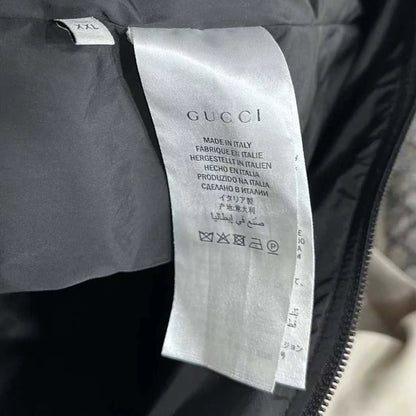 XXL
GUCCI
MADE IN ITALY
FABRIQUE EN ITALIE
HERGESTELLT IN ITALIEN
HECHO EN ITALIA
PRODUZIDO NA ITALIA
СДЕЛАНО В ИТАЛИИ
イタリア製
产地:意大利
صنع في إيطاليا